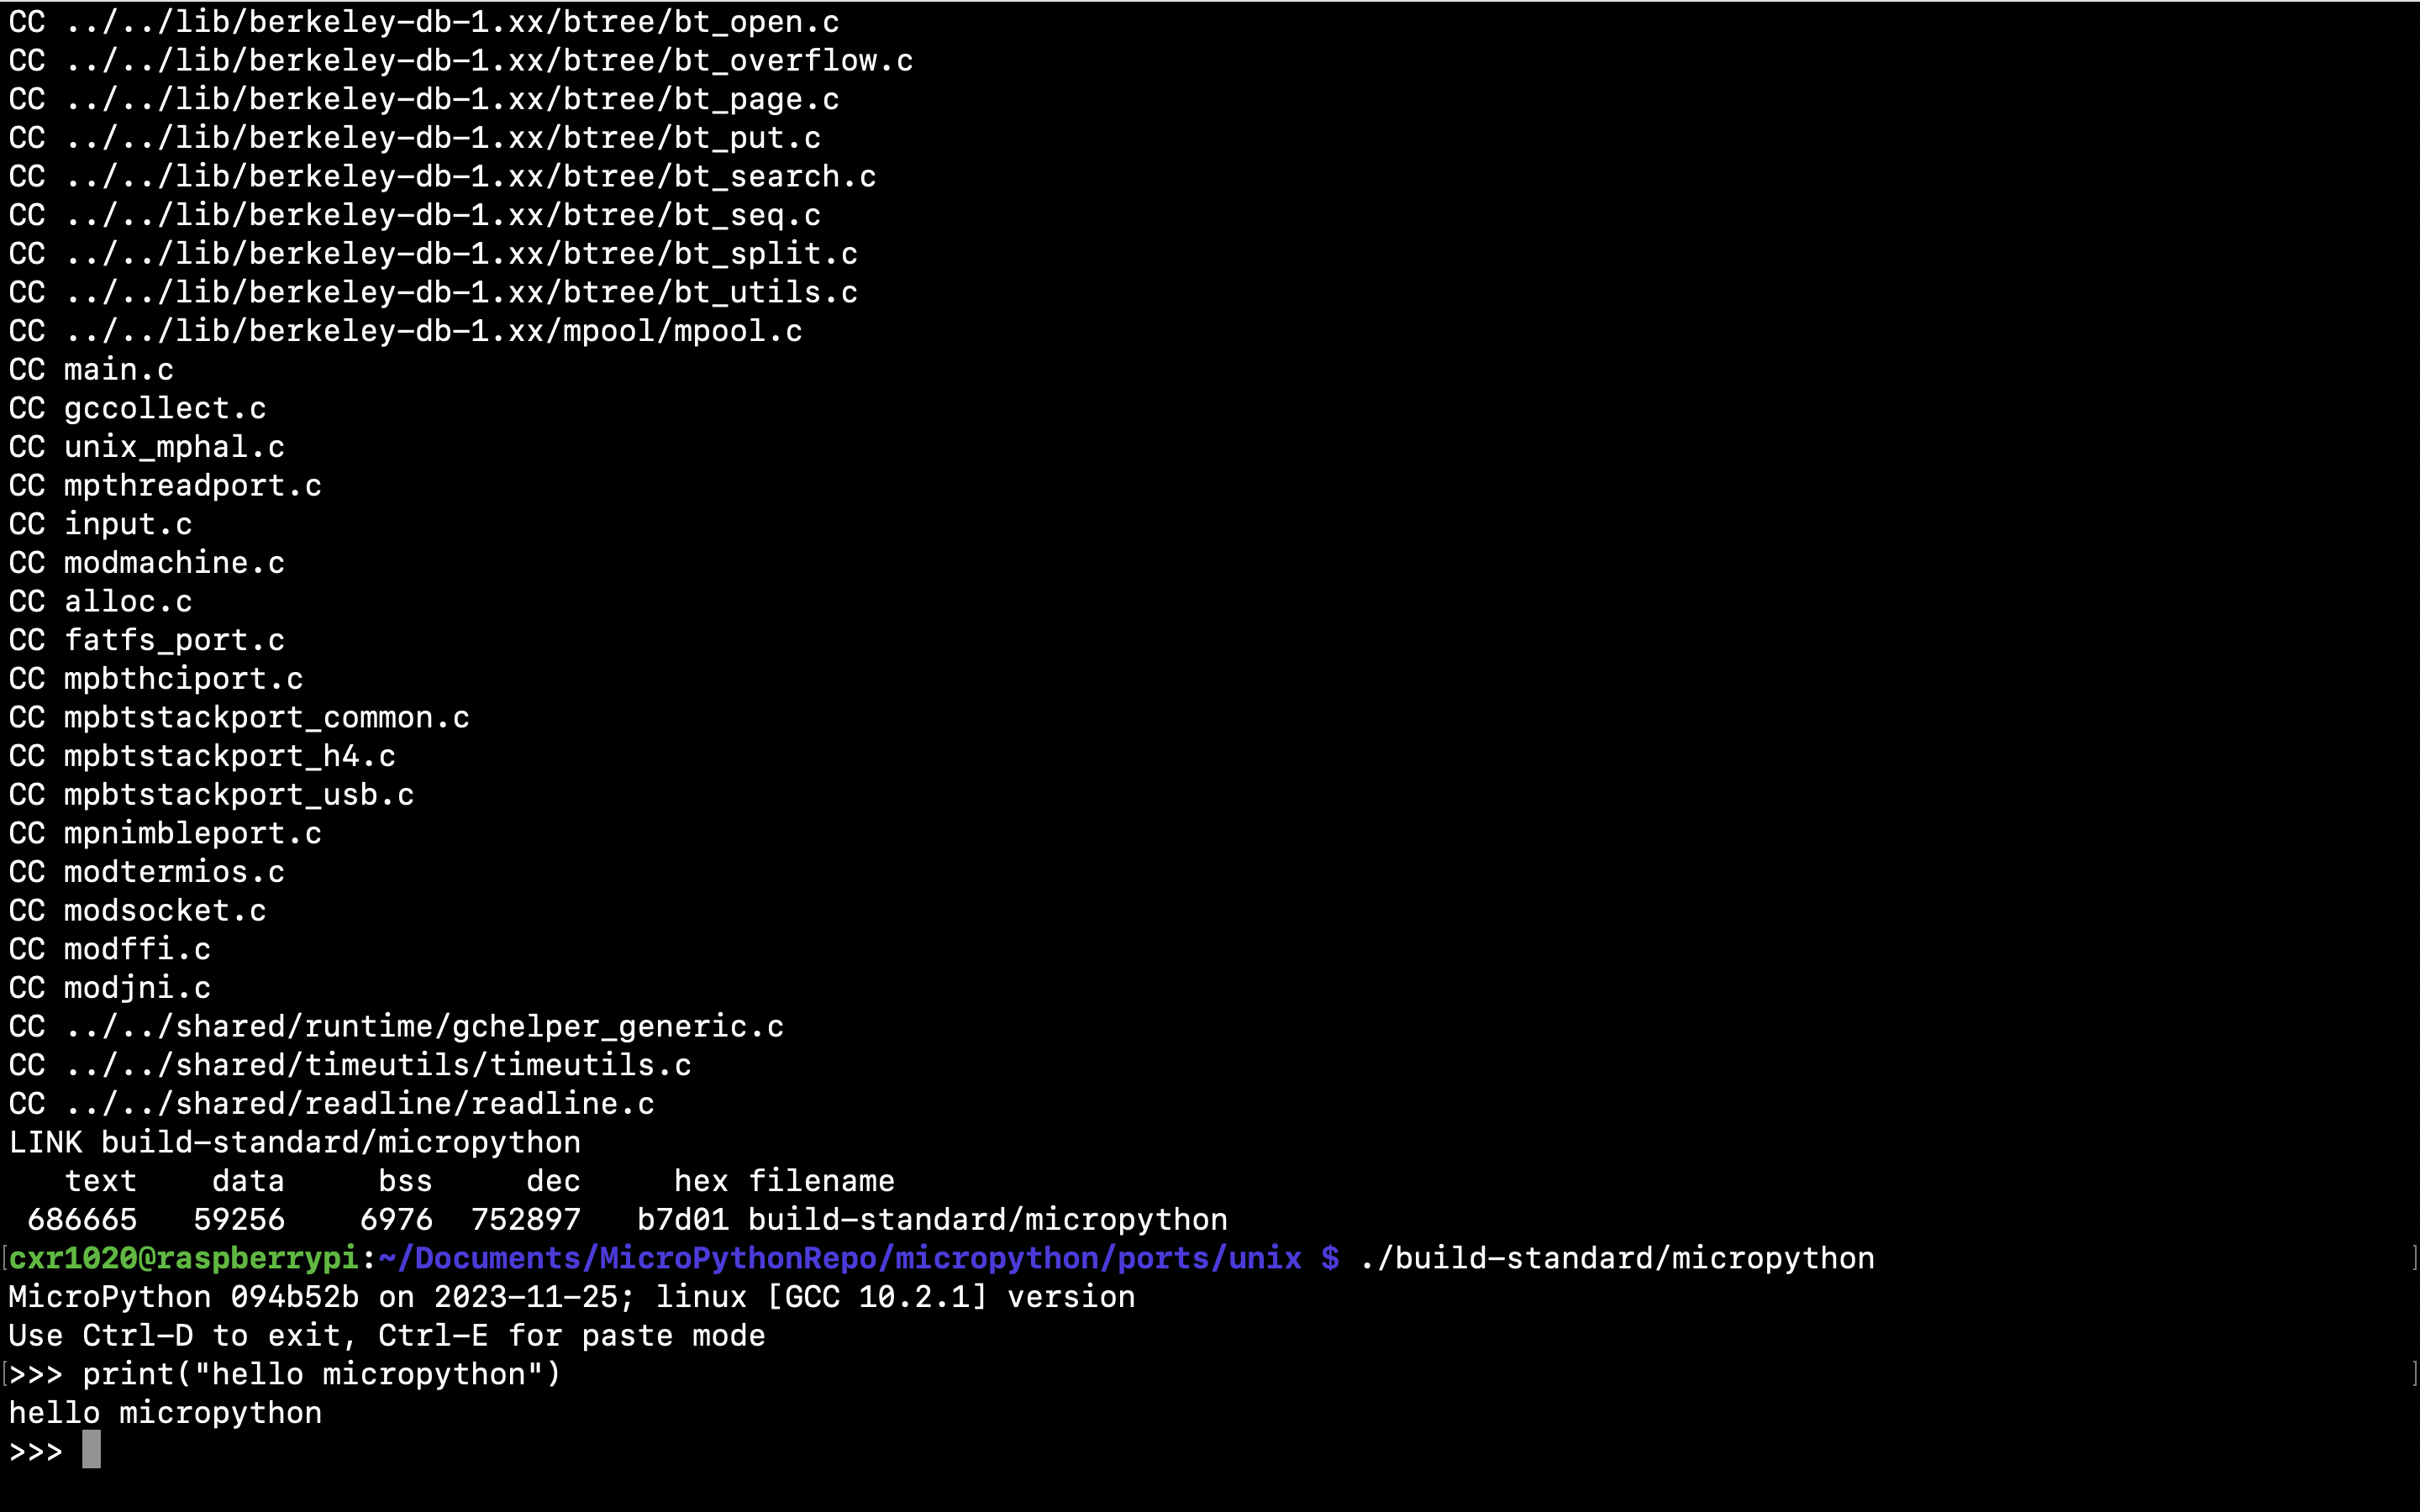 CC ../../lib/berkeley-db-1.xx/btree/bt_open.c
CC ../../lib/berkeley-db-1.xx/btree/bt_overflow.c
CC ../../lib/berkeley-db-1.xx/btree/bt_page.c
CC ../../lib/berkeley-db-1.xx/btree/bt_put.c
CC ../../lib/berkeley-db-1.xx/btree/bt_search.c
CC ../../lib/berkeley-db-1.xx/btree/bt_seq.c
CC ../../lib/berkeley-db-1.xx/btree/bt_split.c
CC ../../lib/berkeley-db-1.xx/btree/bt_utils.c
CC ../../lib/berkeley-db-1.xx/mpool/mpool.c
CC main.c
CC gccollect.c
CC unix_mphal.c
CC mpthreadport.c
CC input.c
CC modmachine.c
CC alloc.c
CC fatfs_port.c
CC mpbthciport.c
CC mpbtstackport_common.c
CC mpbtstackport_h4.c
CC mpbtstackport_usb.c
CC mpnimbleport.c
CC modtermios.c
CC modsocket.c
CC modffi.c
CC modjni.c
CC ../../shared/runtime/gchelper_generic.c
CC ../../shared/timeutils/timeutils.c
CC ../../shared/readline/readline.c
LINK build-standard/micropython
   text    data     bss     dec     hex filename
 686665   59256    6976  752897   b7d01 build-standard/micropython
[cxr1020@raspberrypi:~/Documents/MicroPythonRepo/micropython/ports/unix $ ./build-standard/micropython ]
MicroPython 094b52b on 2023-11-25; linux [GCC 10.2.1] version
Use Ctrl-D to exit, Ctrl-E for paste mode
[>>> print("hello micropython") ]
hello micropython
>>>